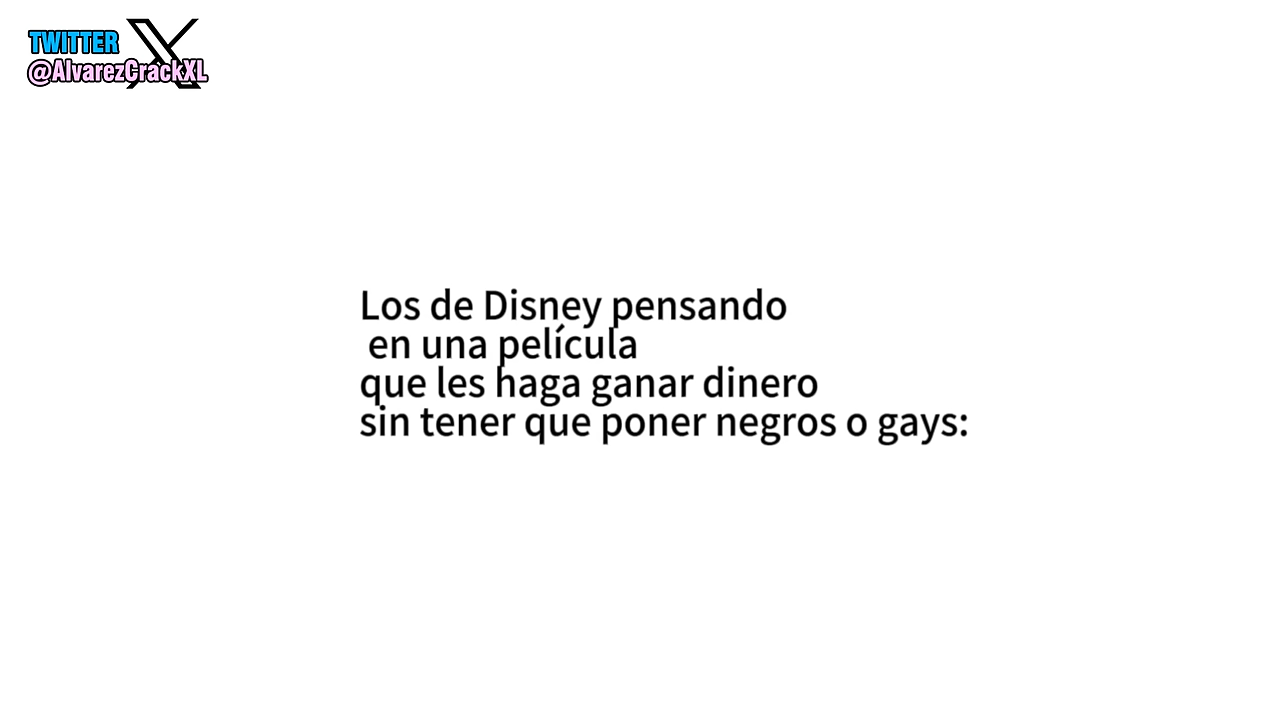 TWITTER X
@AlvarezCrackXL
Los de Disney pensando
en una película
que les haga ganar dinero
sin tener que poner negros o gays: